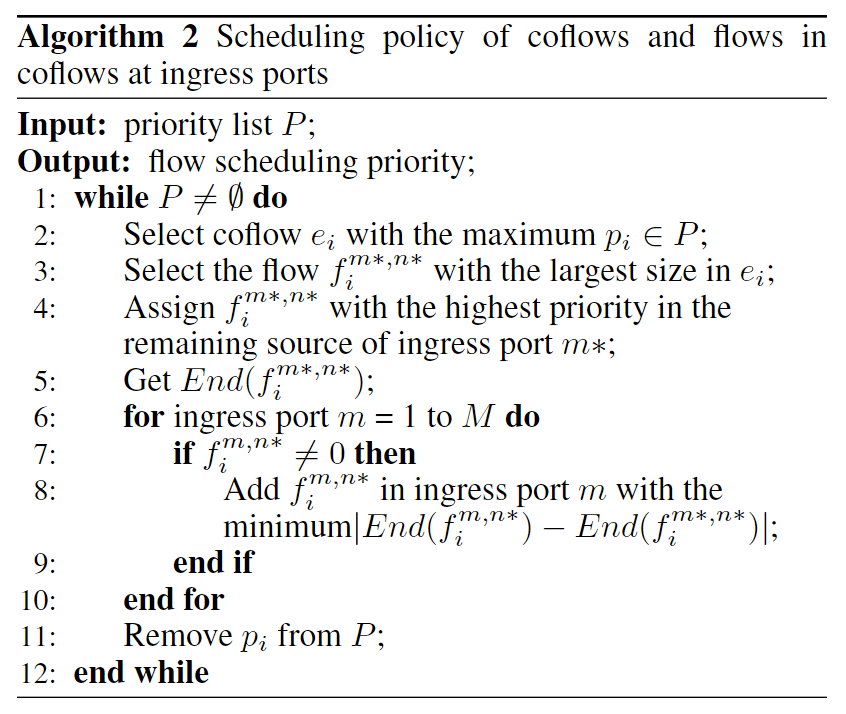 Algorithm 2 Scheduling policy of coflows and flows in
coflows at ingress ports
Input: priority list P;
Output: flow scheduling priority;
1: while P ≠ ∅ do
2: Select coflow e_i with the maximum p_i ∈ P;
3: Select the flow f_i^{m*,n*} with the largest size in e_i;
4: Assign f_i^{m*,n*} with the highest priority in the
remaining source of ingress port m*;
5: Get End(f_i^{m*,n*});
6: for ingress port m = 1 to M do
7: if f_i^{m,n*} ≠ 0 then
8: Add f_i^{m,n*} in ingress port m with the
minimum|End(f_i^{m,n*}) − End(f_i^{m*,n*})|;
9: end if
10: end for
11: Remove p_i from P;
12: end while